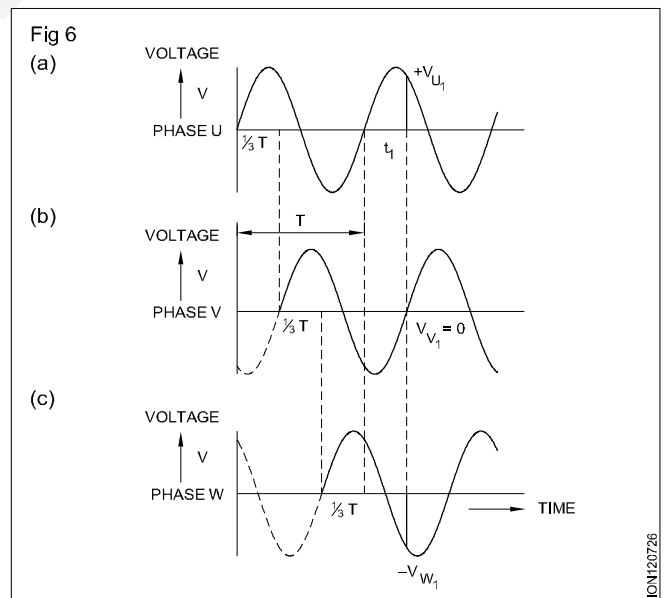 Fig 6
(a)
VOLTAGE
V
+V_U₁
PHASE U
⅓ T
t₁
(b)
T
VOLTAGE
V
PHASE V
⅓ T
V_V₁ = 0
(c)
VOLTAGE
V
PHASE W
⅓ T
TIME
–V_W₁
ION120726